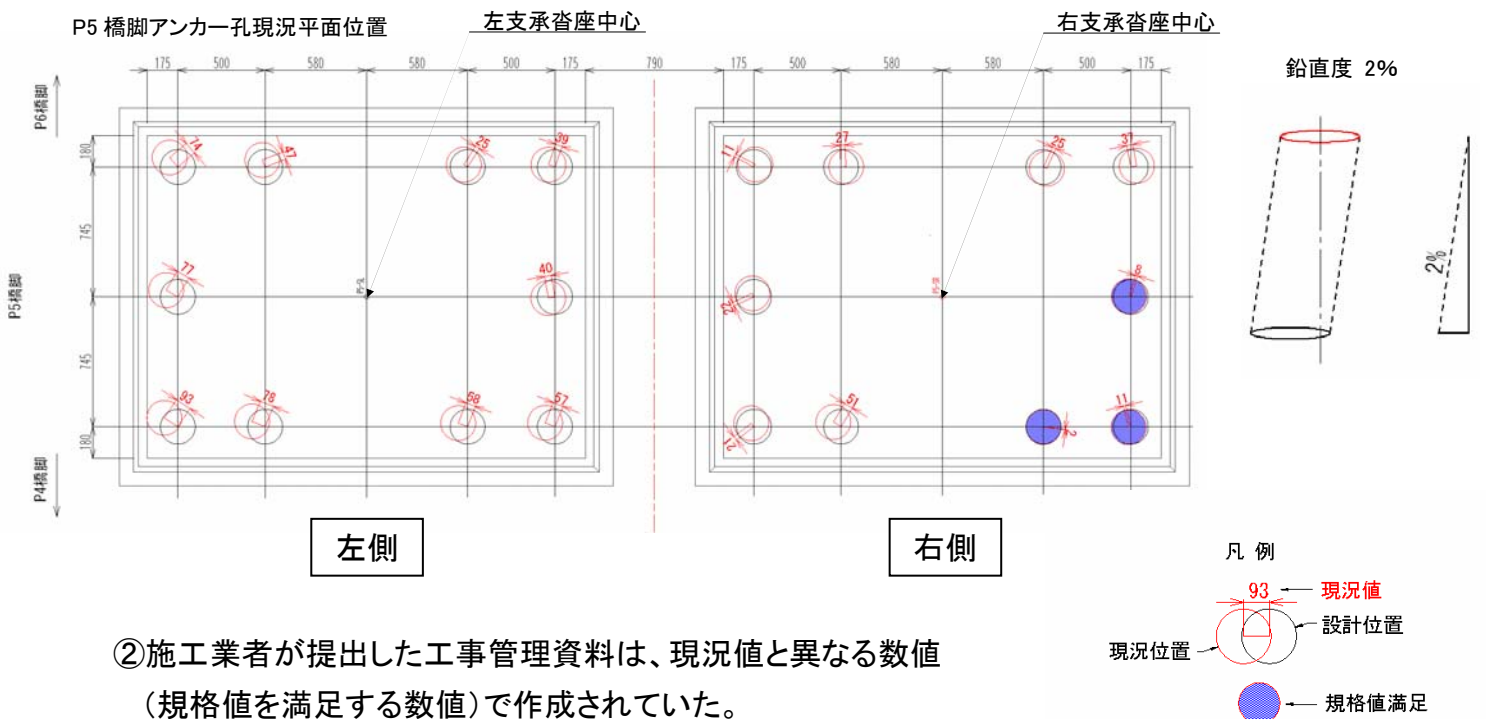 P5 橋脚アンカー孔現況平面位置
左支承沓座中心
右支承沓座中心
鉛直度 2%
175 500 580 580 500 175 790 175 500 580 580 500 175
P6橋脚
P5橋脚
P4橋脚
180
745
745
180
74 47 25 39
77 40
93 78 58 57
11 27 25 37
22 8
21 51 2 11
2%
左側
右側
凡 例
93
現況値
設計位置
現況位置
規格値満足
②施工業者が提出した工事管理資料は、現況値と異なる数値
(規格値を満足する数値)で作成されていた。